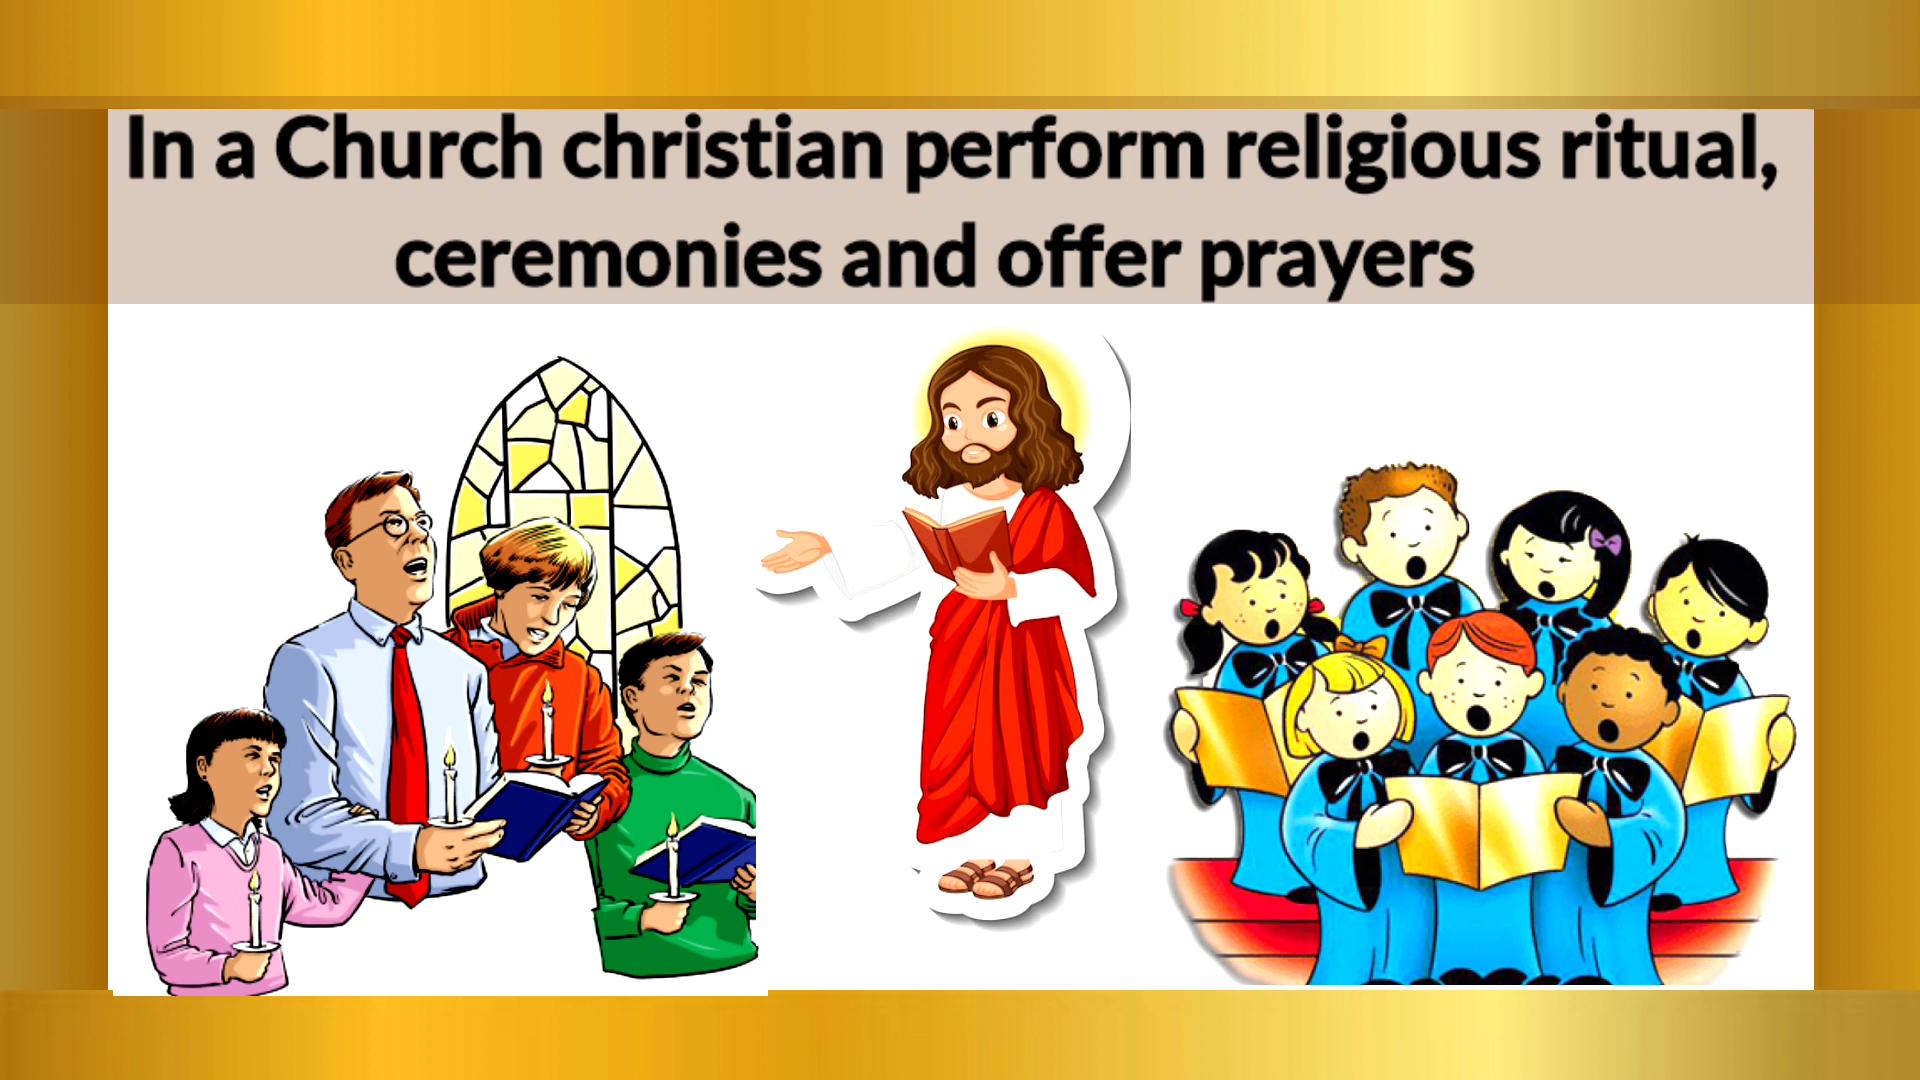 In a Church christian perform religious ritual,
ceremonies and offer prayers